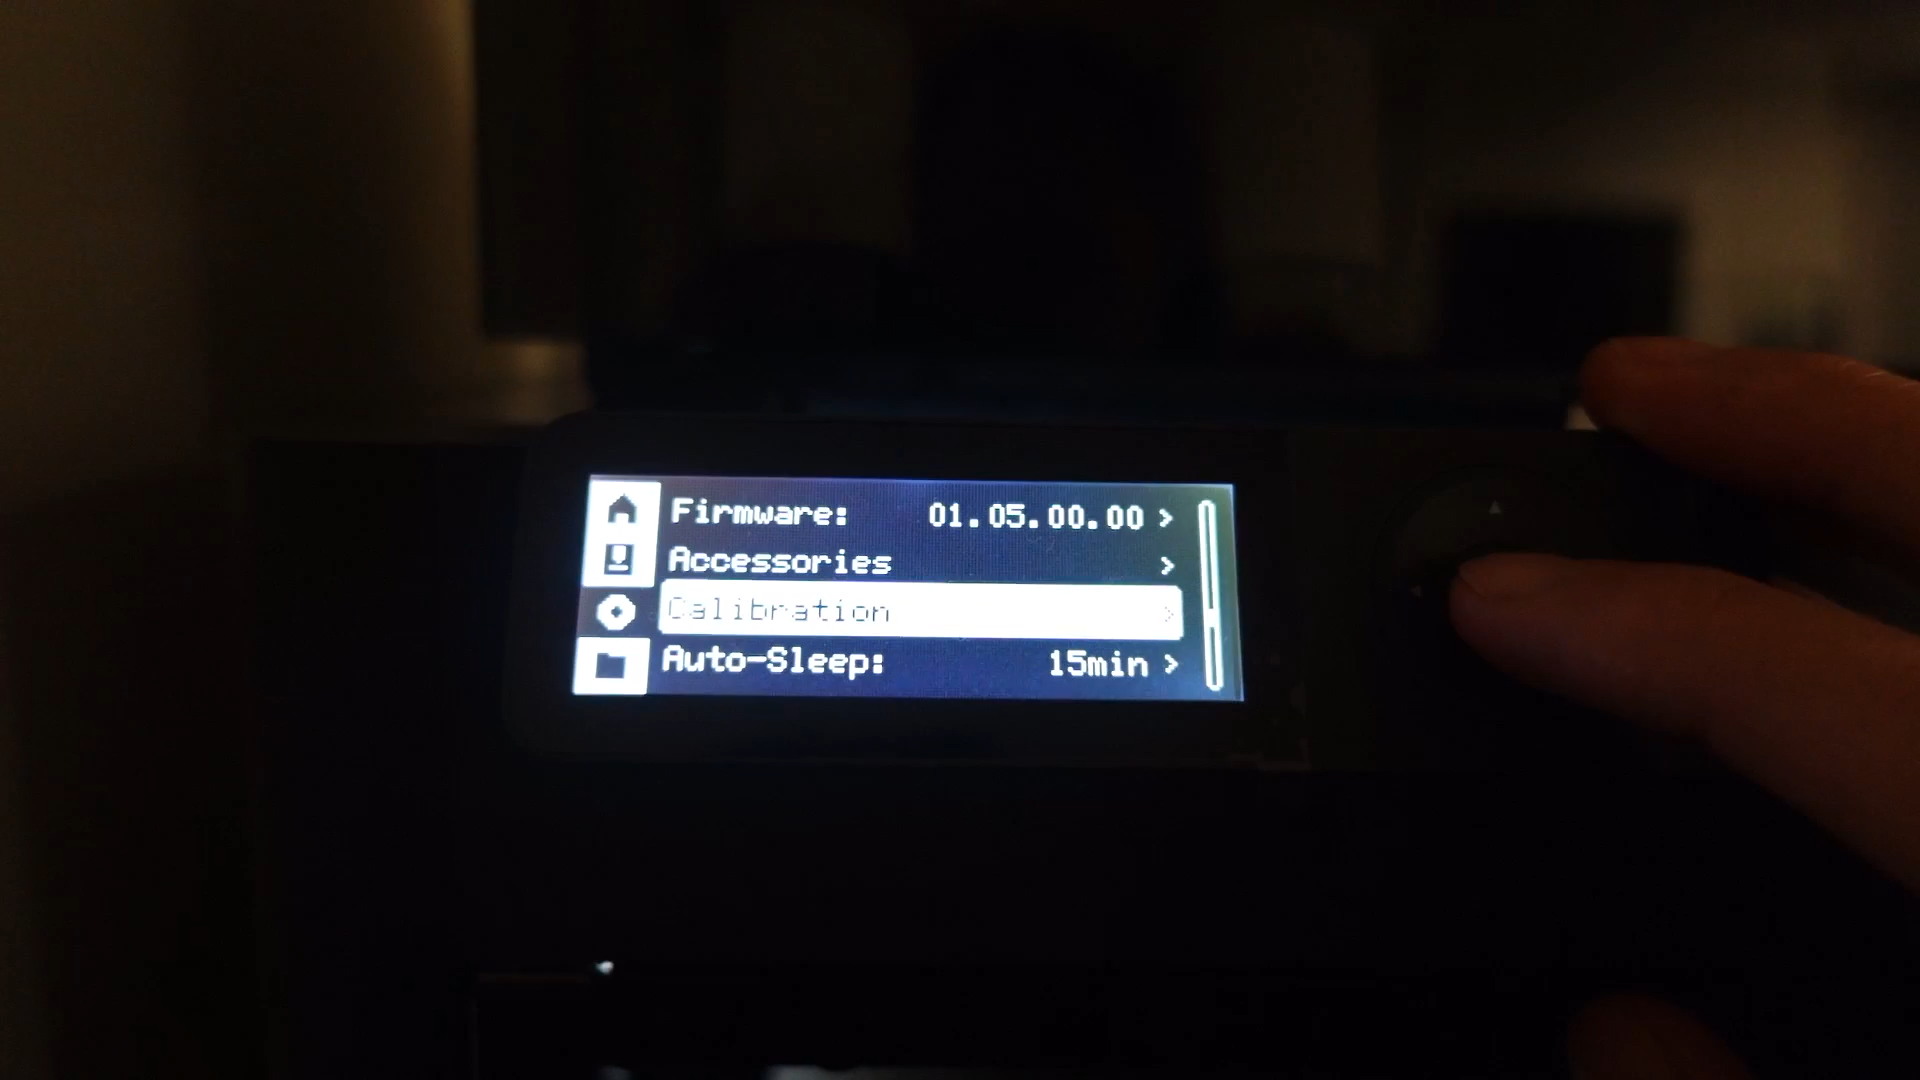 Firmware: 01.05.00.00 >
Accessories >
Calibration >
Auto-Sleep: 15min >